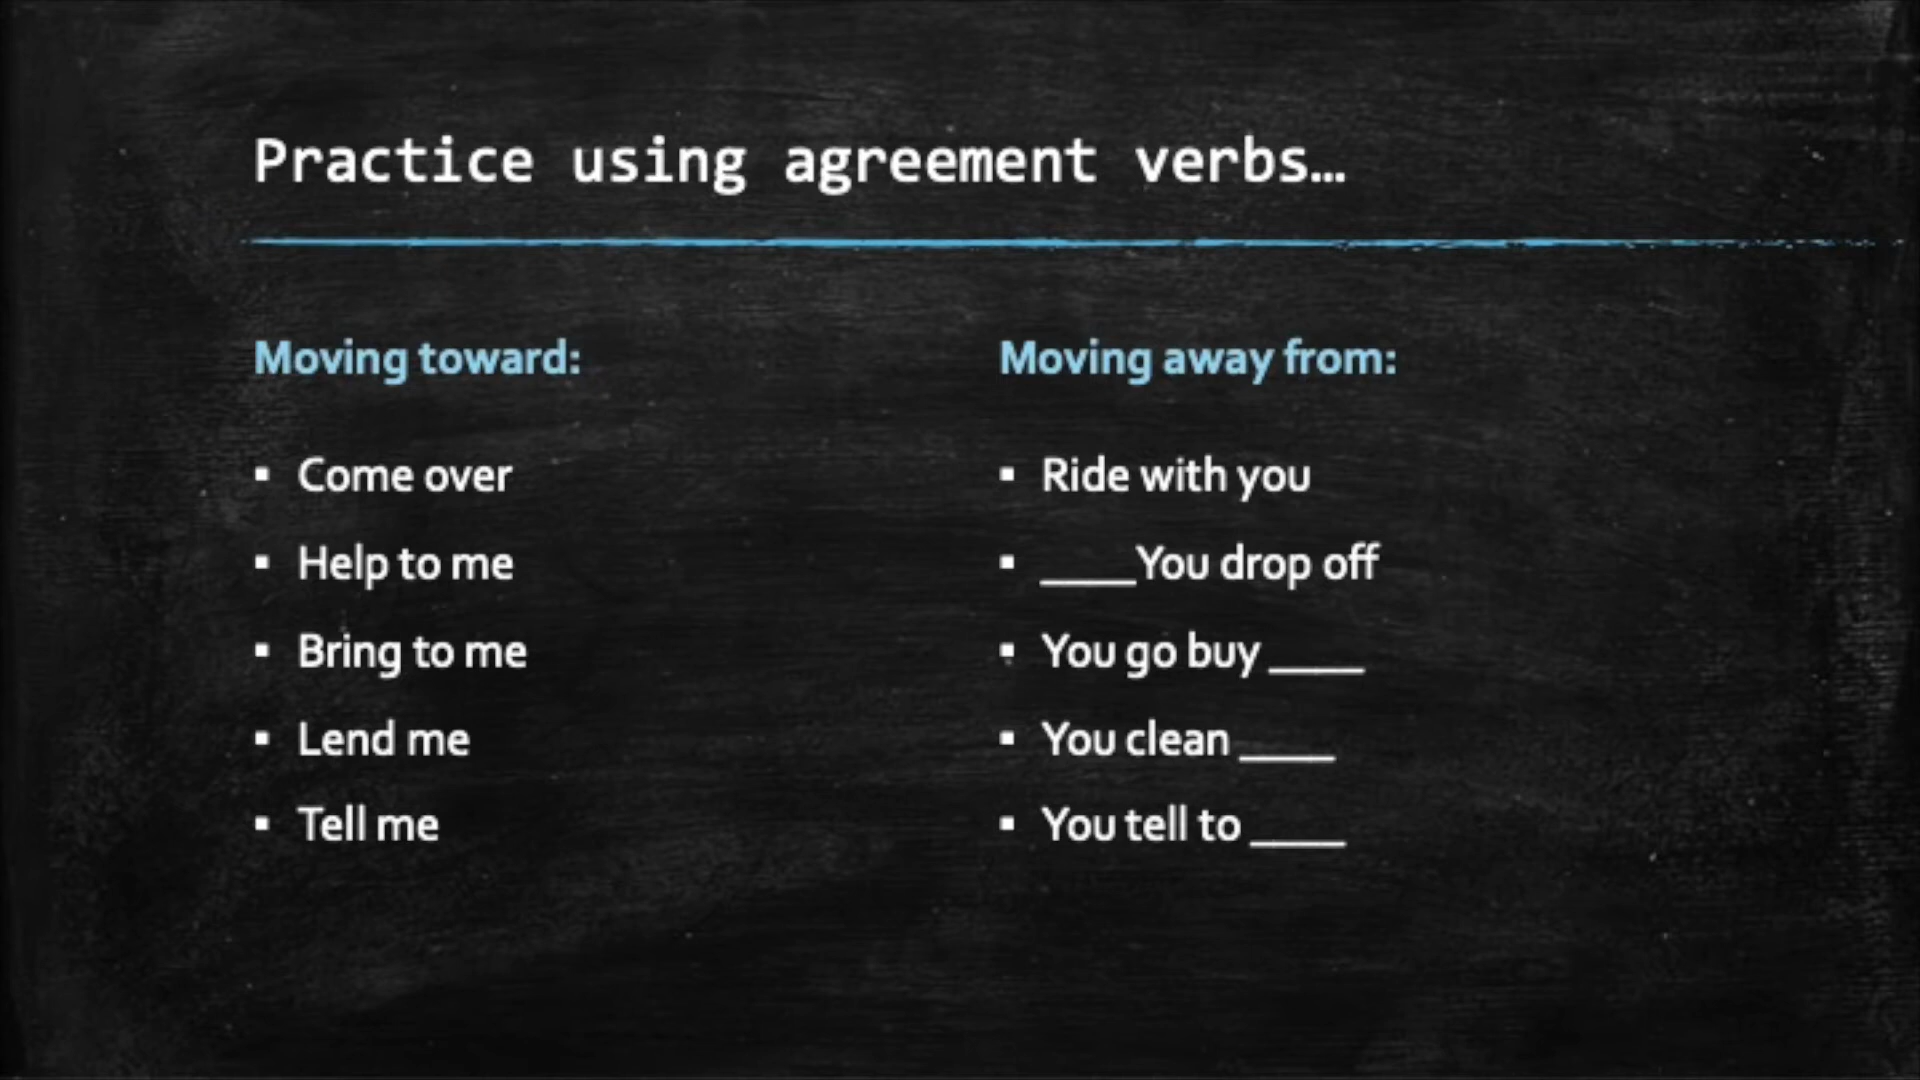 Practice using agreement verbs…
Moving toward:
▪ Come over
▪ Help to me
▪ Bring to me
▪ Lend me
▪ Tell me
Moving away from:
▪ Ride with you
▪ ____You drop off
▪ You go buy ____
▪ You clean ____
▪ You tell to ____